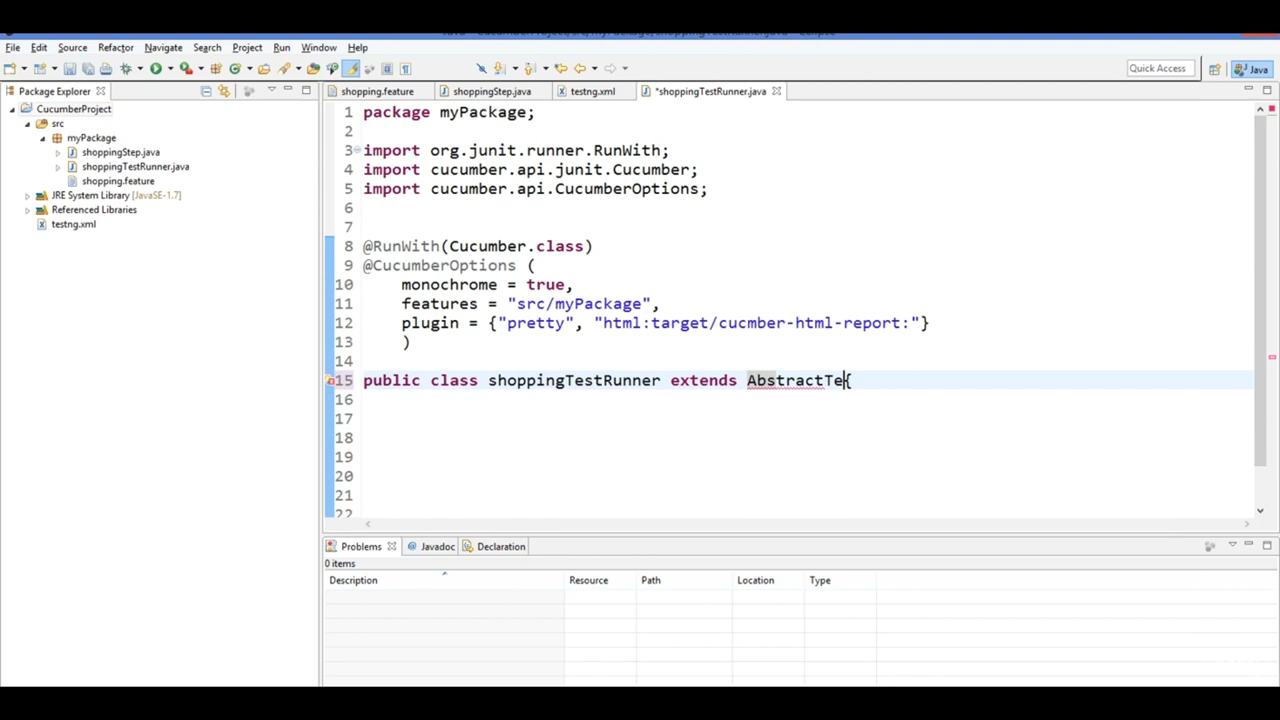 File Edit Source Refactor Navigate Search Project Run Window Help
Quick Access
Java
Package Explorer
shopping.feature
shoppingStep.java
testng.xml
*shoppingTestRunner.java
CucumberProject
src
myPackage
shoppingStep.java
shoppingTestRunner.java
shopping.feature
JRE System Library [JavaSE-1.7]
Referenced Libraries
testng.xml
1 package myPackage;
2
3 import org.junit.runner.RunWith;
4 import cucumber.api.junit.Cucumber;
5 import cucumber.api.CucumberOptions;
6
7
8 @RunWith(Cucumber.class)
9 @CucumberOptions (
10 monochrome = true,
11 features = "src/myPackage",
12 plugin = {"pretty", "html:target/cucmber-html-report:"}
13 )
14
15 public class shoppingTestRunner extends AbstractTe{
16
17
18
19
20
21
22
Problems
Javadoc
Declaration
0 items
Description Resource Path Location Type